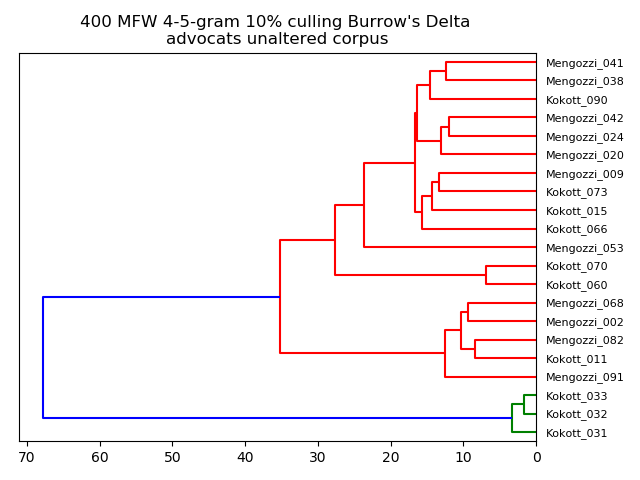 400 MFW 4-5-gram 10% culling Burrow's Delta
advocats unaltered corpus
Mengozzi_041
Mengozzi_038
Kokott_090
Mengozzi_042
Mengozzi_024
Mengozzi_020
Mengozzi_009
Kokott_073
Kokott_015
Kokott_066
Mengozzi_053
Kokott_070
Kokott_060
Mengozzi_068
Mengozzi_002
Mengozzi_082
Kokott_011
Mengozzi_091
Kokott_033
Kokott_032
Kokott_031
70 60 50 40 30 20 10 0